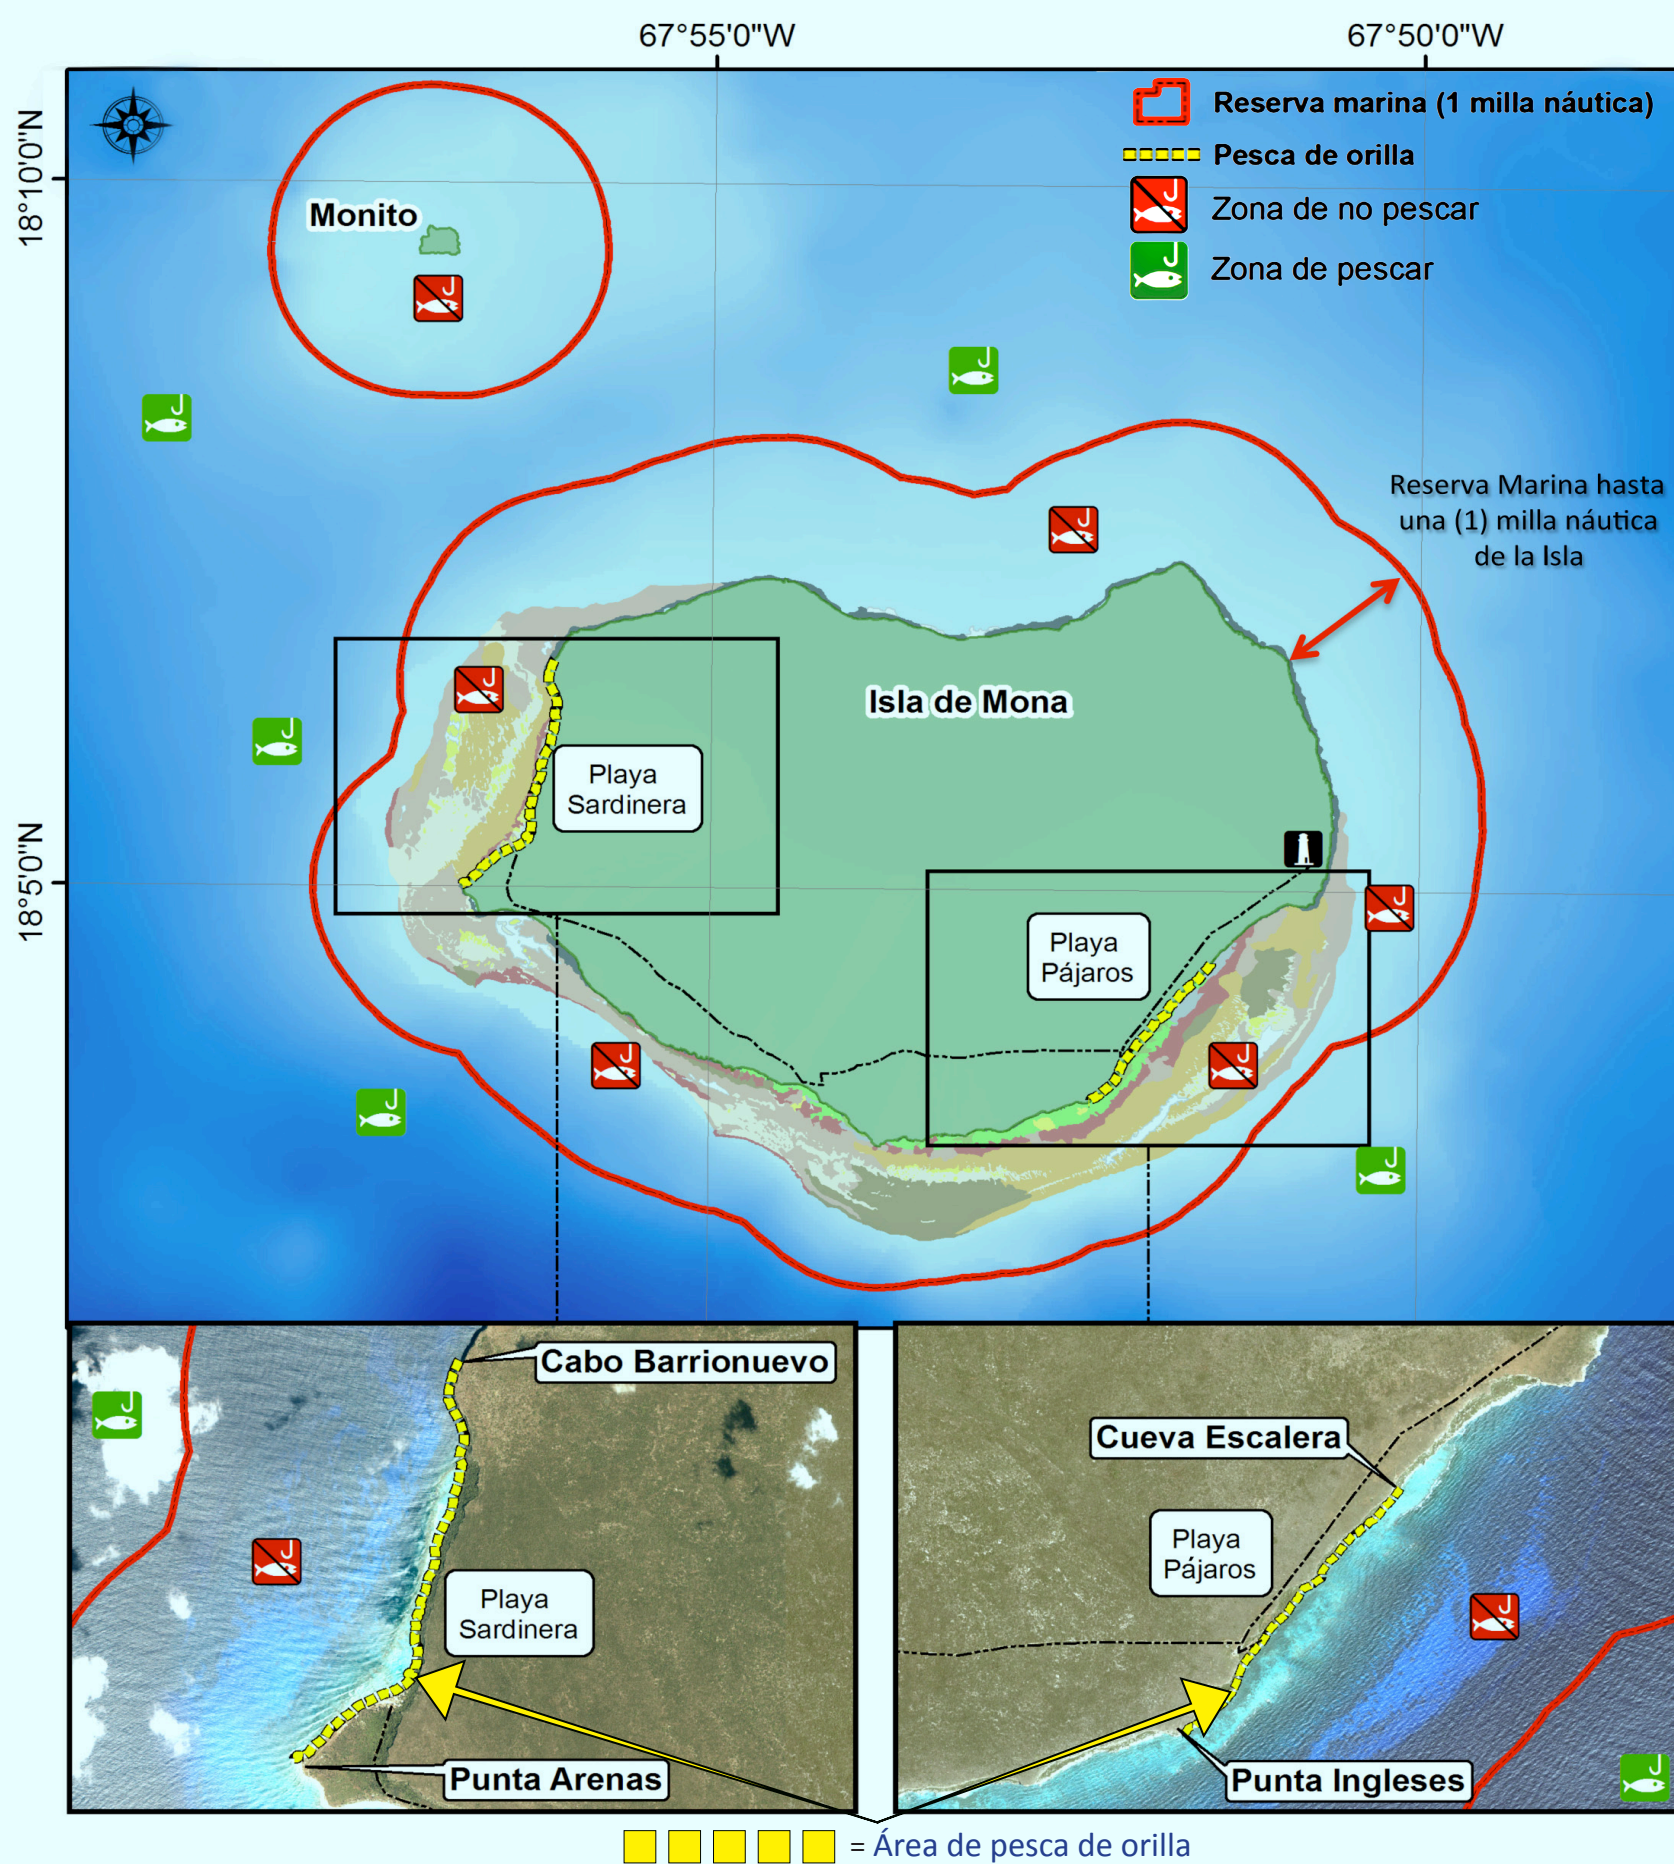 67°55'0"W
67°50'0"W
18°10'0"N
18°5'0"N
Reserva marina (1 milla náutica)
Pesca de orilla
Zona de no pescar
Zona de pescar
Monito
Reserva Marina hasta
una (1) milla náutica
de la Isla
Isla de Mona
Playa
Sardinera
Playa
Pájaros
Cabo Barrionuevo
Playa
Sardinera
Punta Arenas
Cueva Escalera
Playa
Pájaros
Punta Ingleses
= Área de pesca de orilla